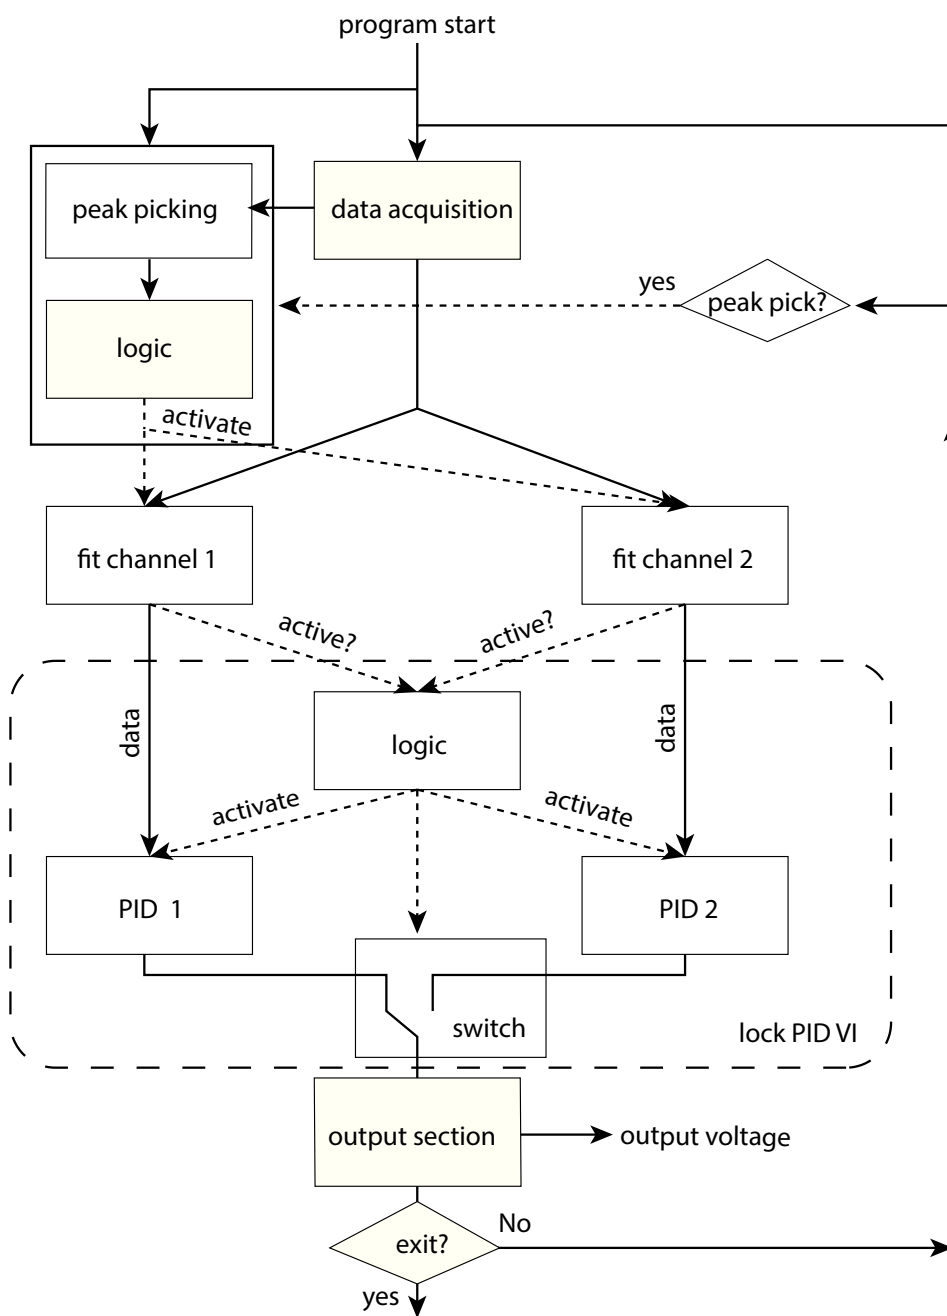 program start
peak picking
data acquisition
yes
peak pick?
logic
activate
fit channel 1
fit channel 2
active?
active?
data
logic
data
activate
activate
PID 1
PID 2
switch
lock PID VI
output section
output voltage
No
exit?
yes